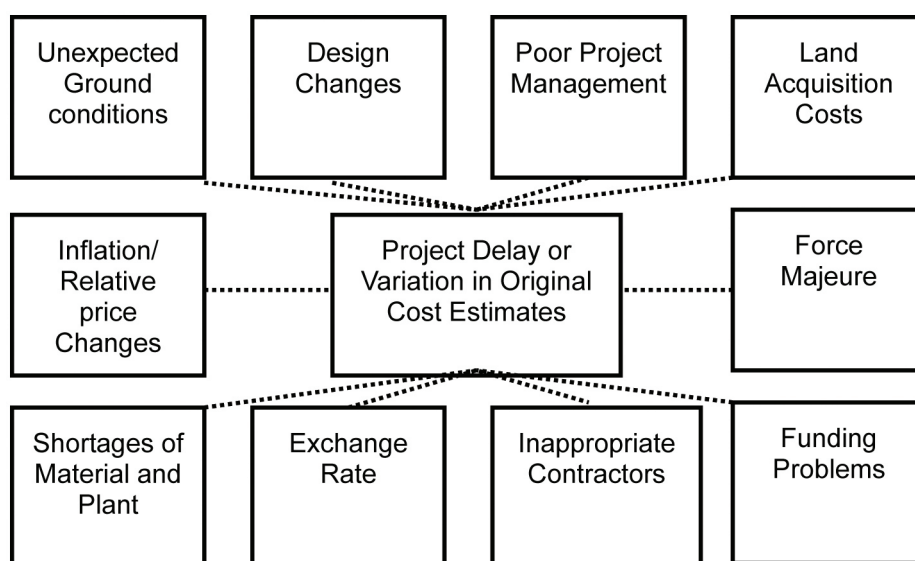 Unexpected
Ground
conditions
Design
Changes
Poor Project
Management
Land
Acquisition
Costs
Inflation/
Relative
price
Changes
Project Delay or
Variation in Original
Cost Estimates
Force
Majeure
Shortages of
Material and
Plant
Exchange
Rate
Inappropriate
Contractors
Funding
Problems